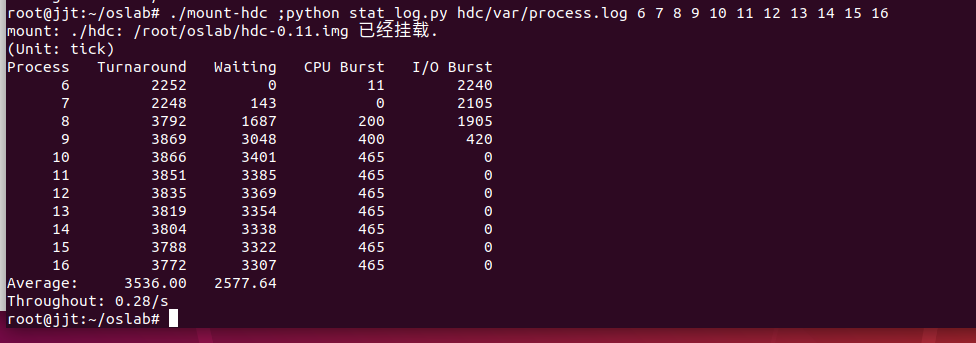 root@jjt:~/oslab# ./mount-hdc ;python stat_log.py hdc/var/process.log 6 7 8 9 10 11 12 13 14 15 16
mount: ./hdc: /root/oslab/hdc-0.11.img 已经挂载.
(Unit: tick)
Process   Turnaround   Waiting   CPU Burst   I/O Burst
      6         2252         0          11        2240
      7         2248       143           0        2105
      8         3792      1687         200        1905
      9         3869      3048         400         420
     10         3866      3401         465           0
     11         3851      3385         465           0
     12         3835      3369         465           0
     13         3819      3354         465           0
     14         3804      3338         465           0
     15         3788      3322         465           0
     16         3772      3307         465           0
Average:     3536.00   2577.64
Throughout: 0.28/s
root@jjt:~/oslab#